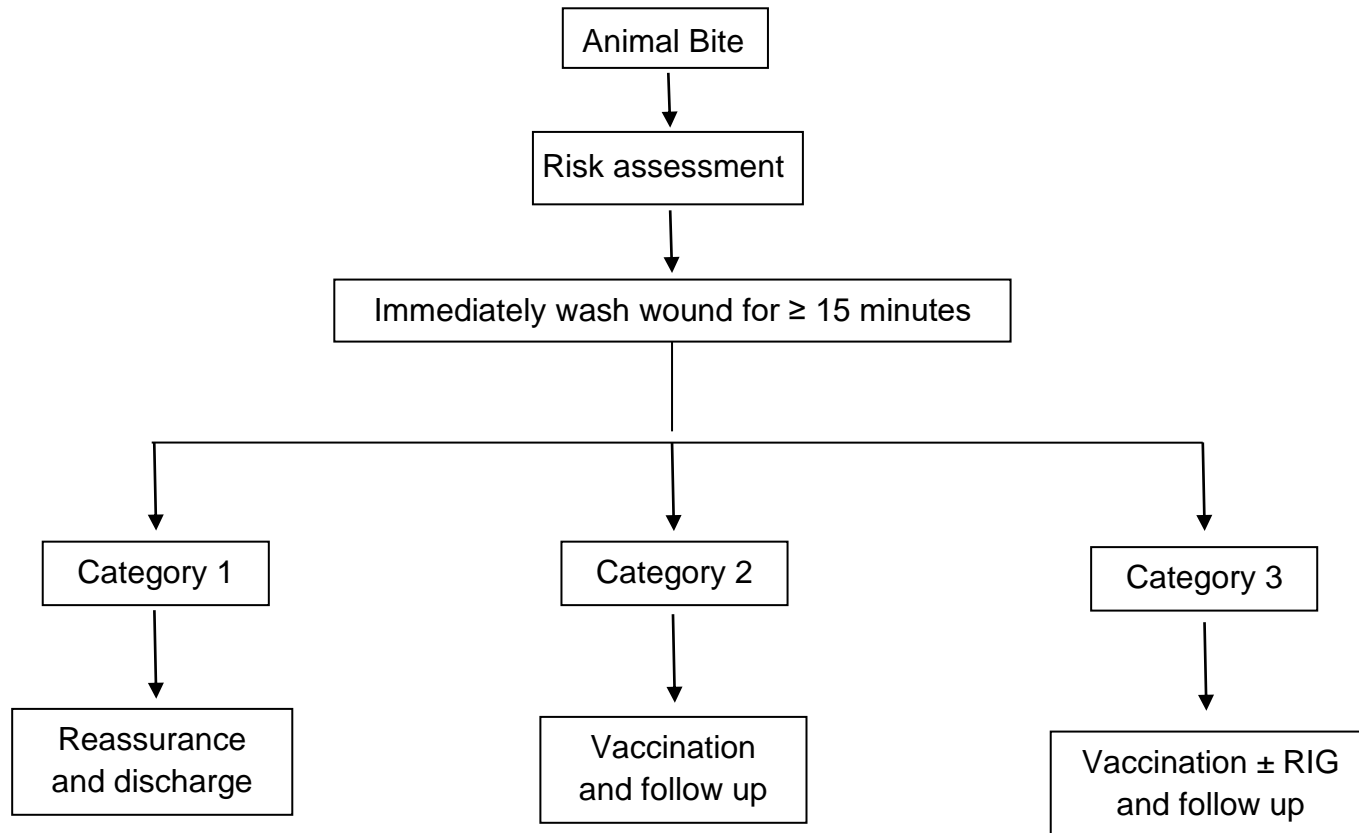 Animal Bite
Risk assessment
Immediately wash wound for ≥ 15 minutes
Category 1
Category 2
Category 3
Reassurance
and discharge
Vaccination
and follow up
Vaccination ± RIG
and follow up